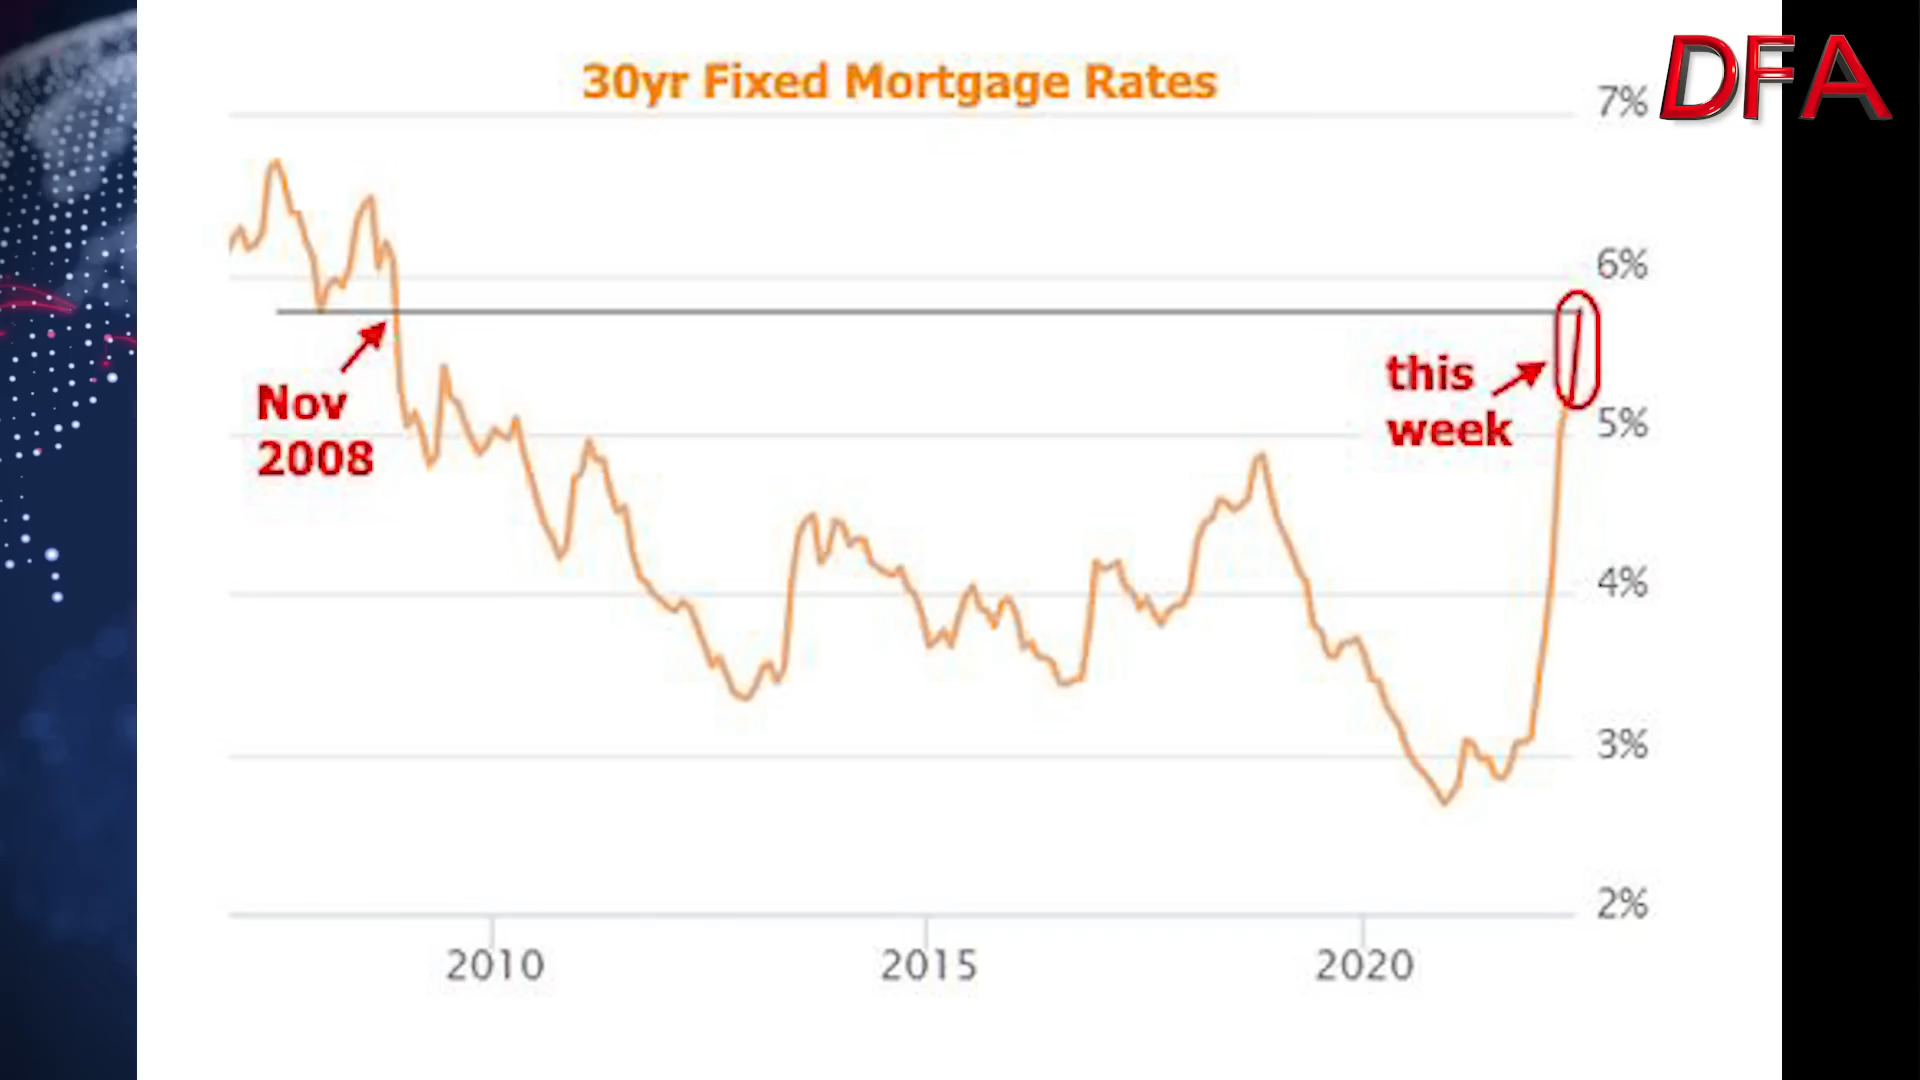 30yr Fixed Mortgage Rates
DFA
7%
6%
Nov
2008
this
week
5%
4%
3%
2%
2010 2015 2020